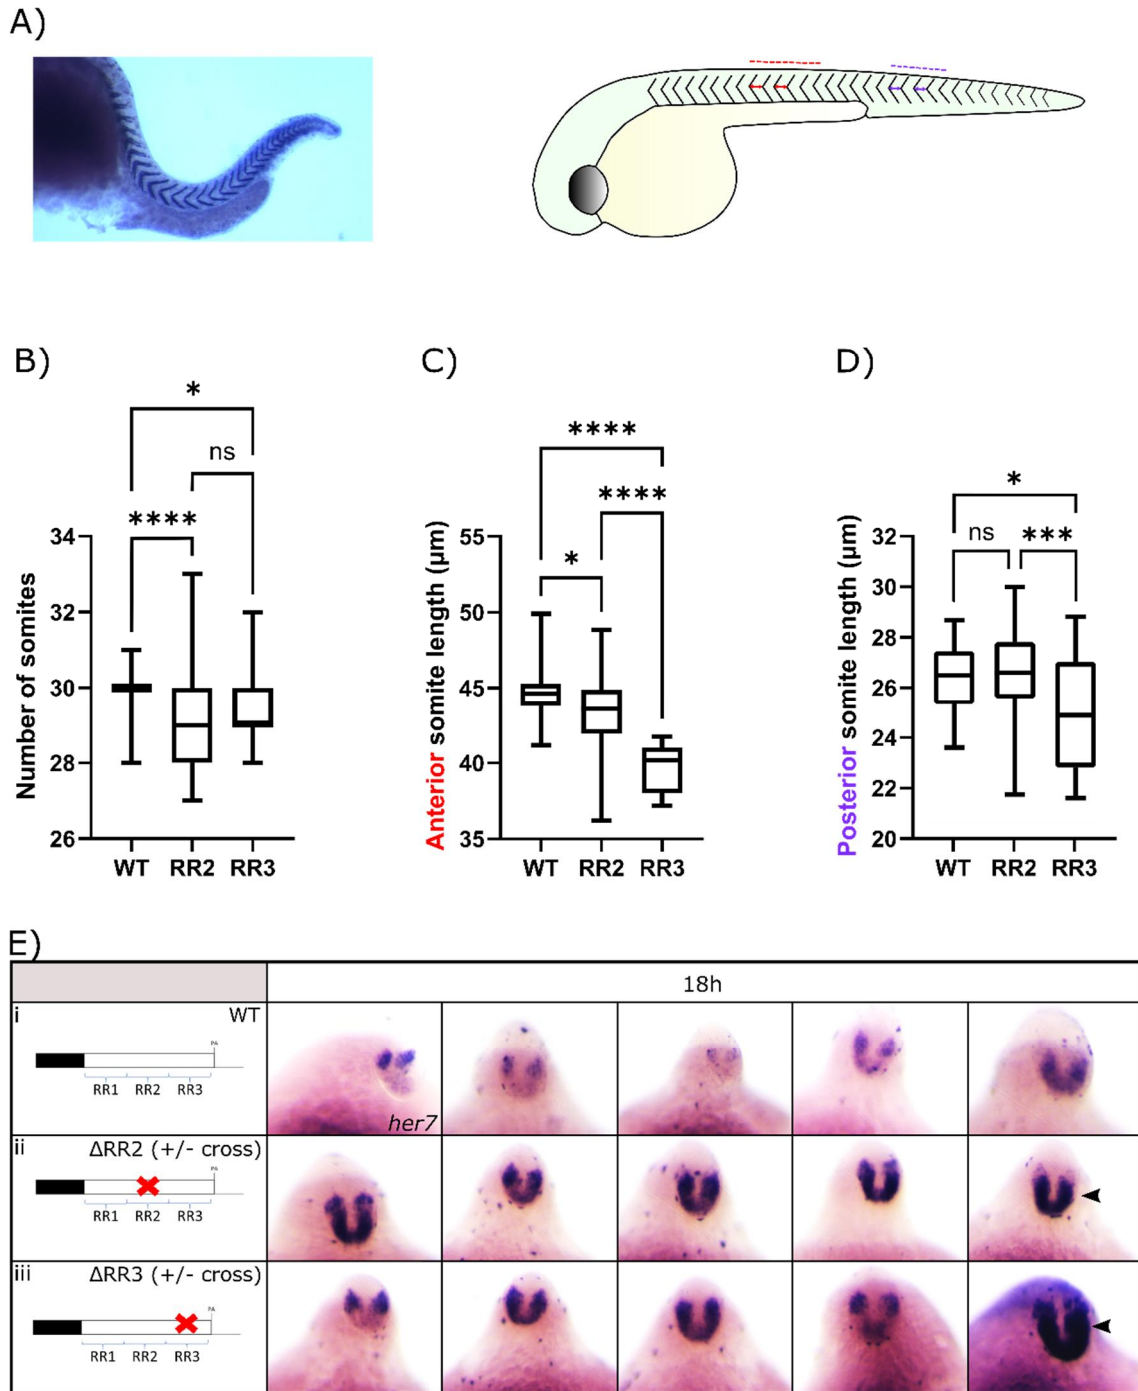 A)
B)
C)
D)
*
ns
****
34
32
30
28
26
Number of somites
WT
RR2
RR3
****
****
*
55
50
45
40
35
Anterior somite length (µm)
WT
RR2
RR3
*
ns
***
32
30
28
26
24
22
20
Posterior somite length (µm)
WT
RR2
RR3
E)
18h
i
WT
PA
RR1 RR2 RR3
her7
ii
ΔRR2 (+/- cross)
PA
RR1 RR2 RR3
iii
ΔRR3 (+/- cross)
PA
RR1 RR2 RR3